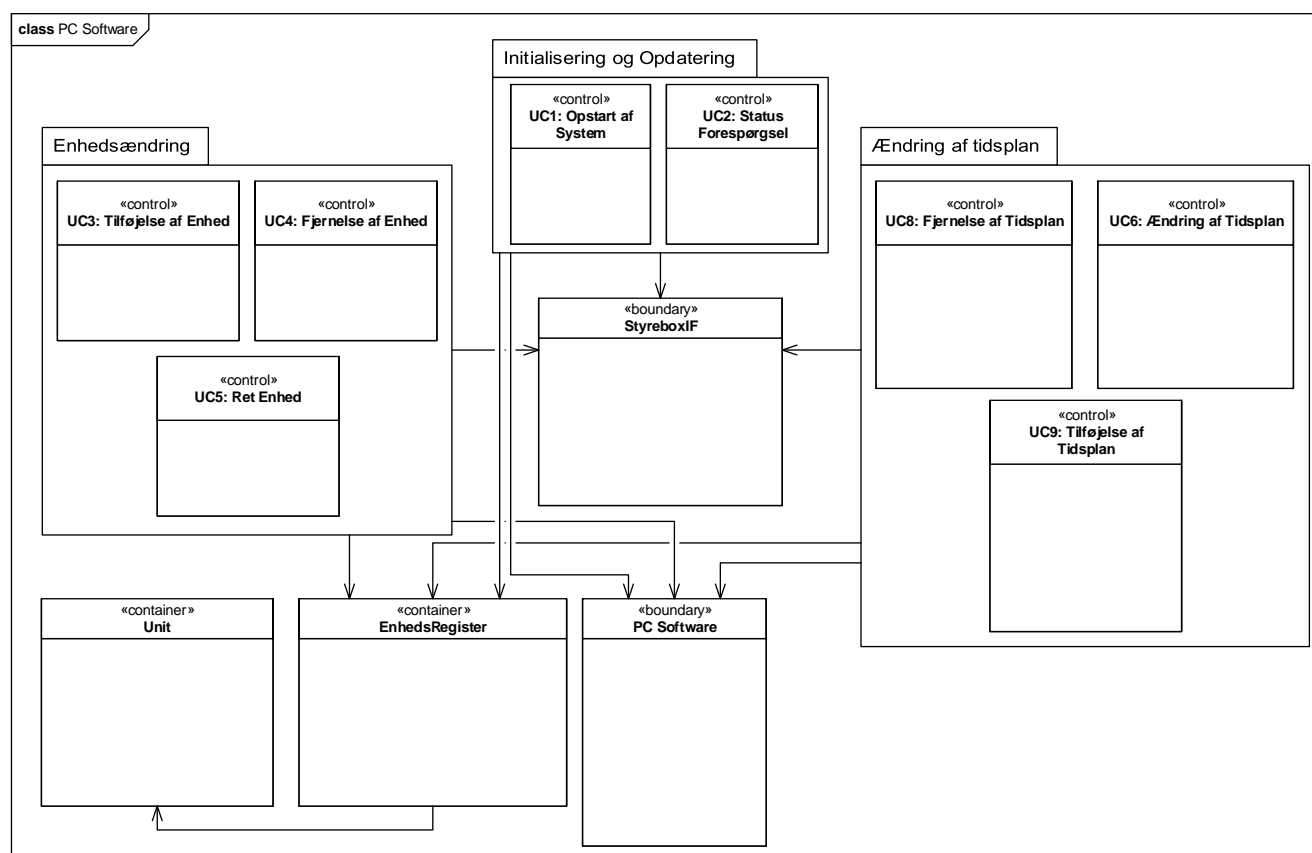 class PC Software
Initialisering og Opdatering
«control»
UC1: Opstart af
System
«control»
UC2: Status
Forespørgsel
Enhedsændring
«control»
UC3: Tilføjelse af Enhed
«control»
UC4: Fjernelse af Enhed
«control»
UC5: Ret Enhed
Ændring af tidsplan
«control»
UC8: Fjernelse af Tidsplan
«control»
UC6: Ændring af Tidsplan
«control»
UC9: Tilføjelse af
Tidsplan
«boundary»
StyreboxIF
«container»
Unit
«container»
EnhedsRegister
«boundary»
PC Software